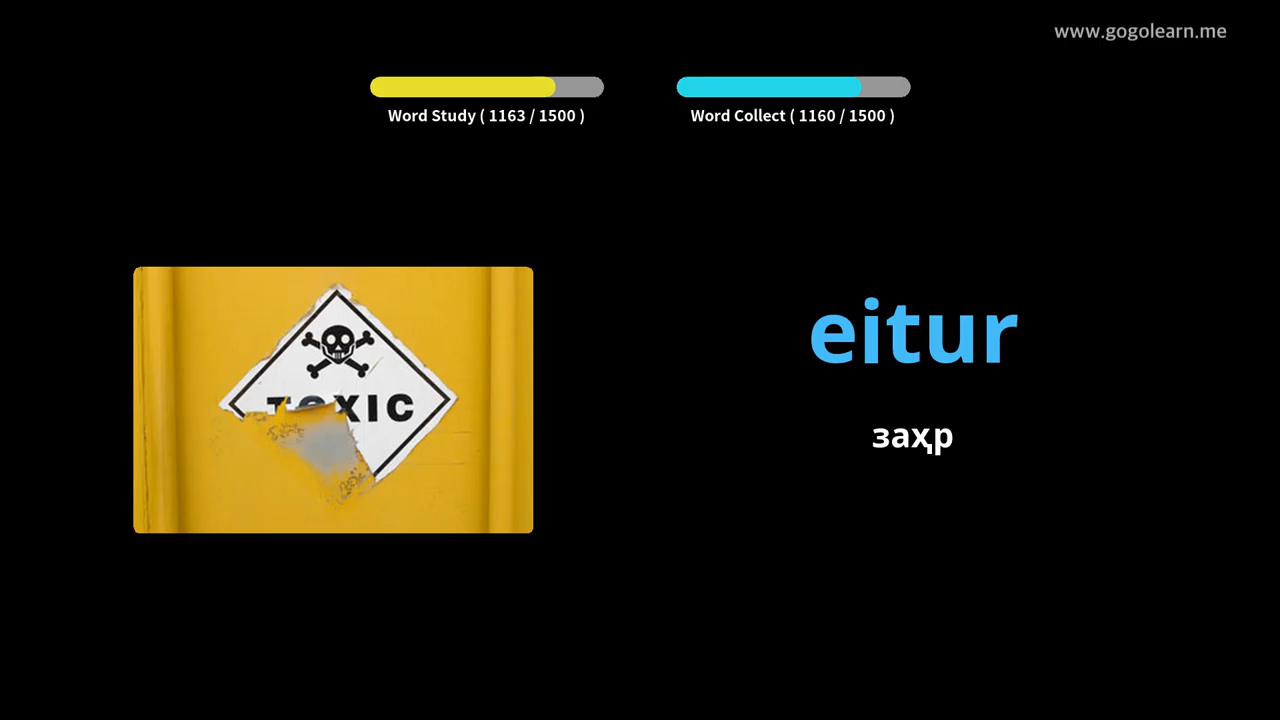 www.gogolearn.me
Word Study ( 1163 / 1500 )
Word Collect ( 1160 / 1500 )
TOXIC
eitur
заҳр